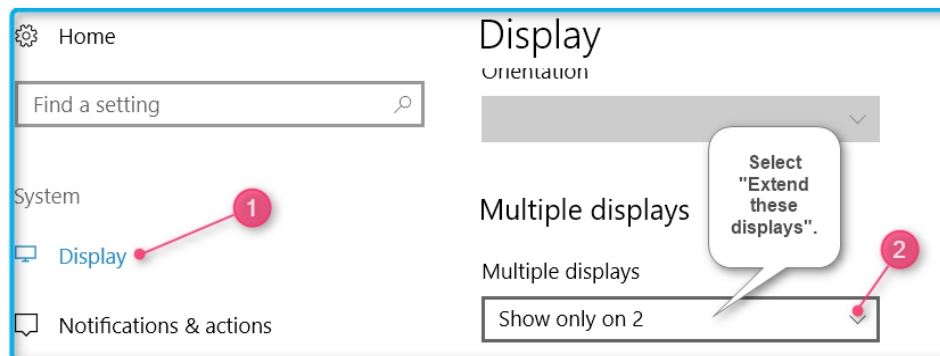 Home
Find a setting
System
1
Display
Notifications & actions
Display
Orientation
Select
"Extend
these
displays".
Multiple displays
2
Multiple displays
Show only on 2